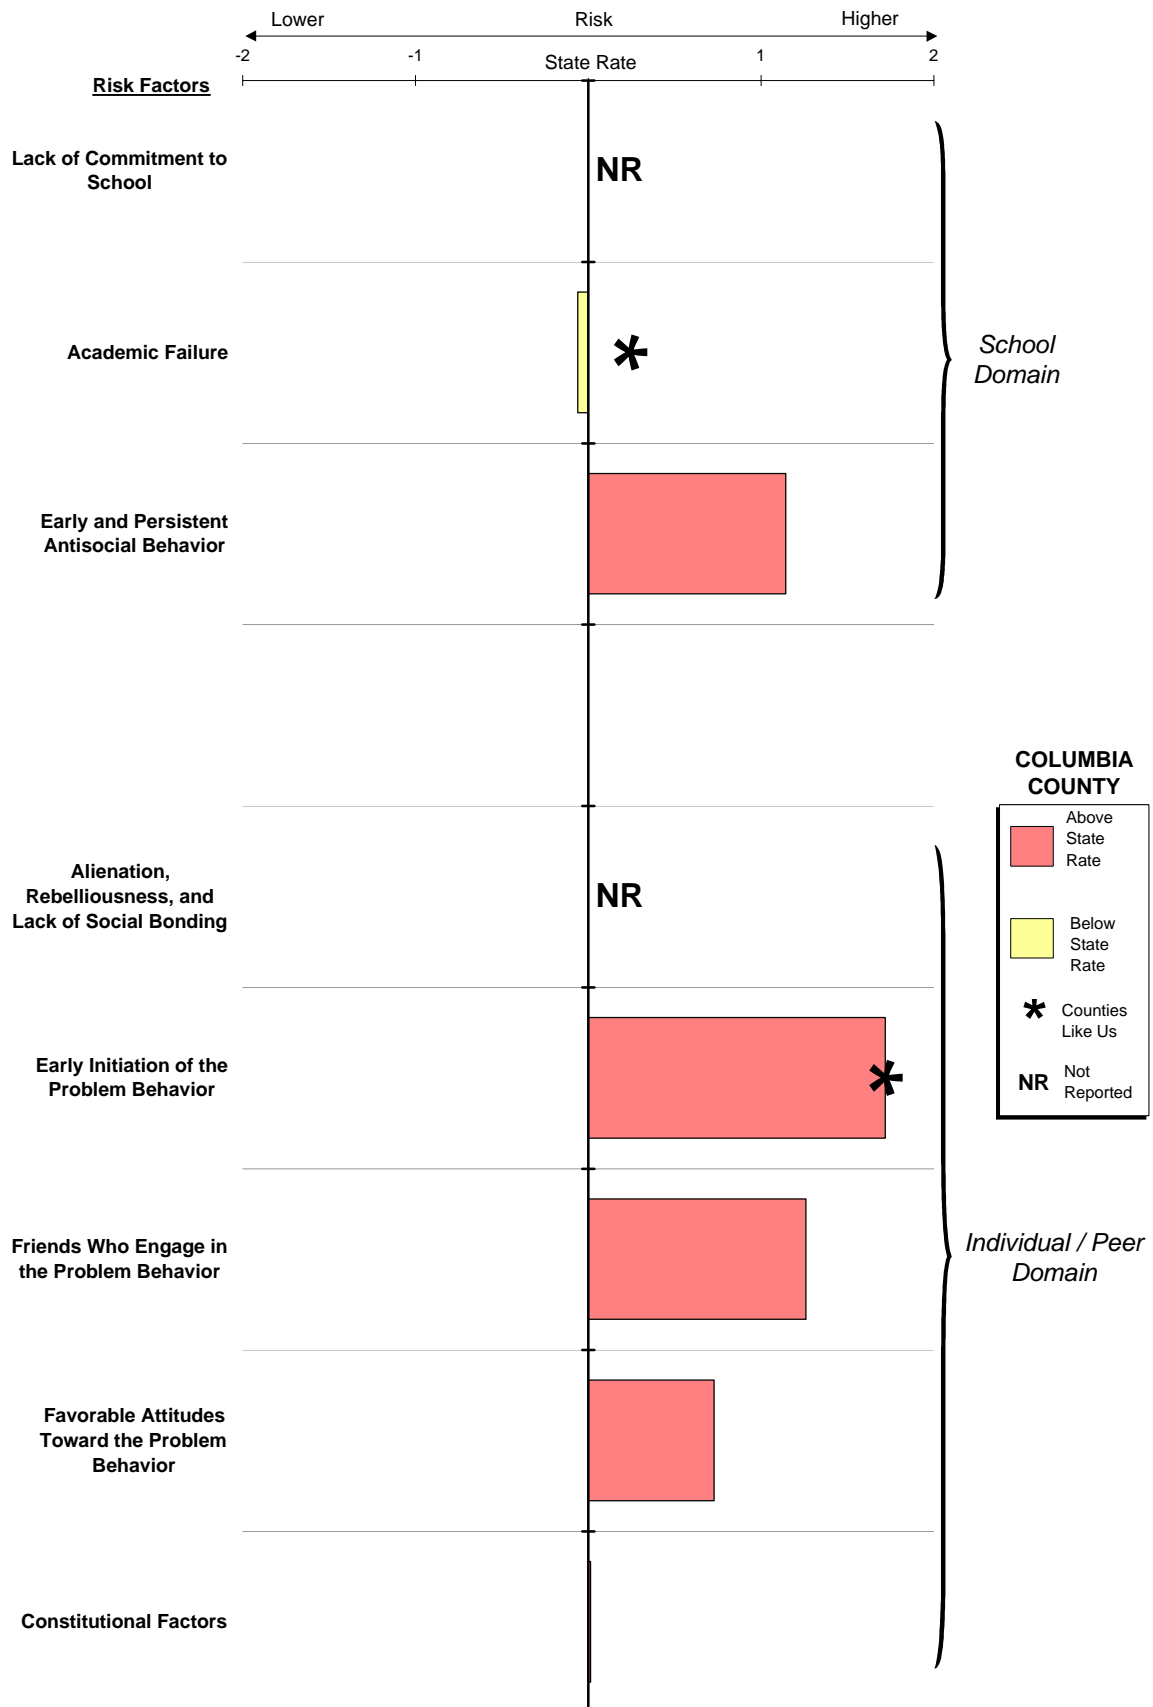 Lower Risk Higher
-2 -1 State Rate 1 2
Risk Factors
Lack of Commitment to
School
NR
Academic Failure
*
School
Domain
Early and Persistent
Antisocial Behavior
COLUMBIA
COUNTY
Above
State
Rate
Below
State
Rate
* Counties
Like Us
NR Not
Reported
Alienation,
Rebelliousness, and
Lack of Social Bonding
NR
Early Initiation of the
Problem Behavior
*
Friends Who Engage in
the Problem Behavior
Individual / Peer
Domain
Favorable Attitudes
Toward the Problem
Behavior
Constitutional Factors